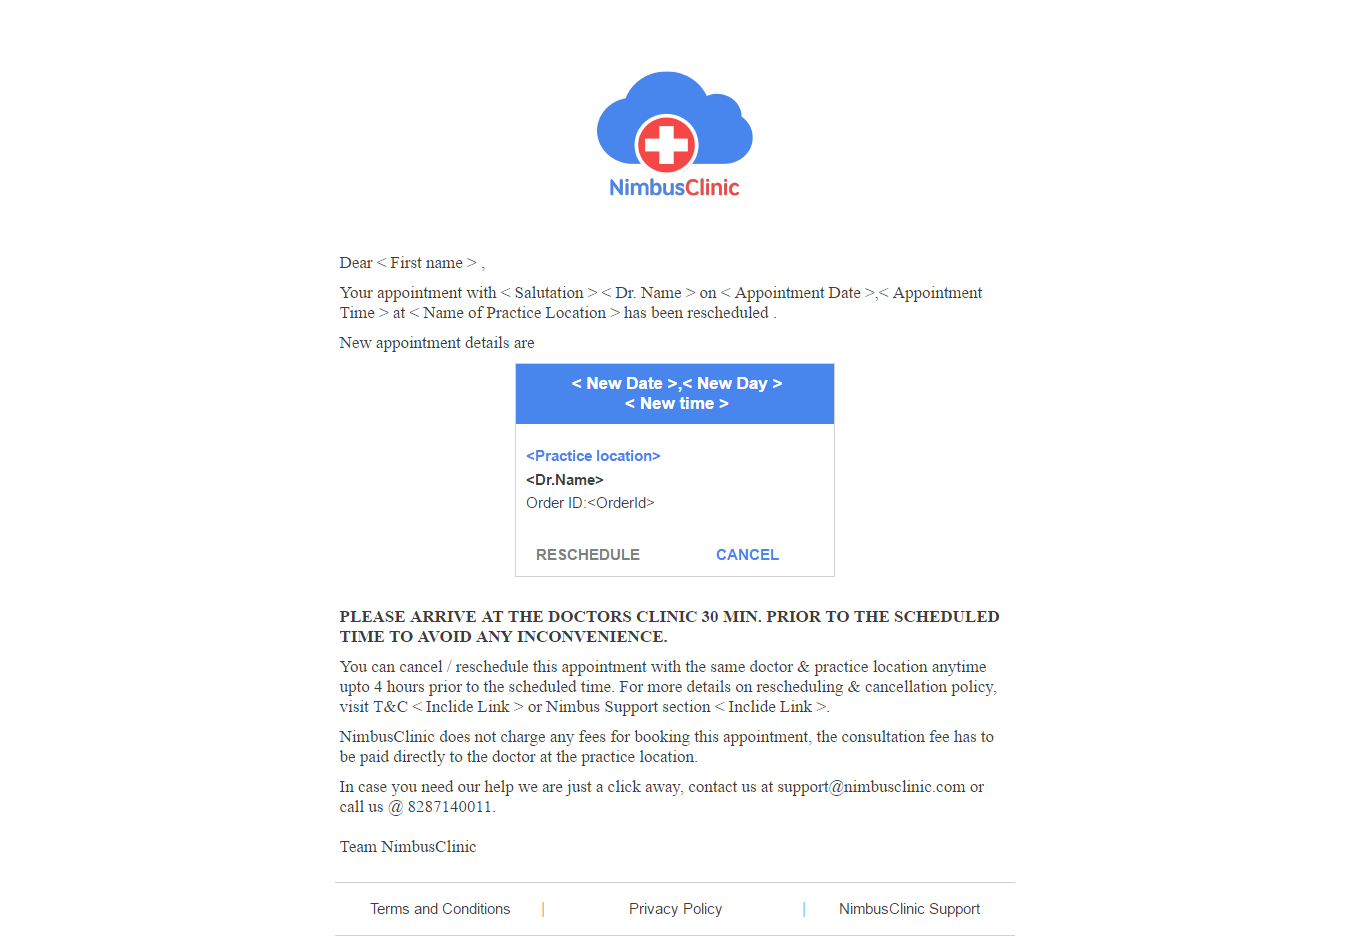 NimbusClinic
Dear < First name > ,
Your appointment with < Salutation > < Dr. Name > on < Appointment Date >,< Appointment
Time > at < Name of Practice Location > has been rescheduled .
New appointment details are
< New Date >,< New Day >
< New time >
<Practice location>
<Dr.Name>
Order ID:<OrderId>
RESCHEDULE CANCEL
PLEASE ARRIVE AT THE DOCTORS CLINIC 30 MIN. PRIOR TO THE SCHEDULED
TIME TO AVOID ANY INCONVENIENCE.
You can cancel / reschedule this appointment with the same doctor & practice location anytime
upto 4 hours prior to the scheduled time. For more details on rescheduling & cancellation policy,
visit T&C < Inclide Link > or Nimbus Support section < Inclide Link >.
NimbusClinic does not charge any fees for booking this appointment, the consultation fee has to
be paid directly to the doctor at the practice location.
In case you need our help we are just a click away, contact us at support@nimbusclinic.com or
call us @ 8287140011.
Team NimbusClinic
Terms and Conditions | Privacy Policy | NimbusClinic Support